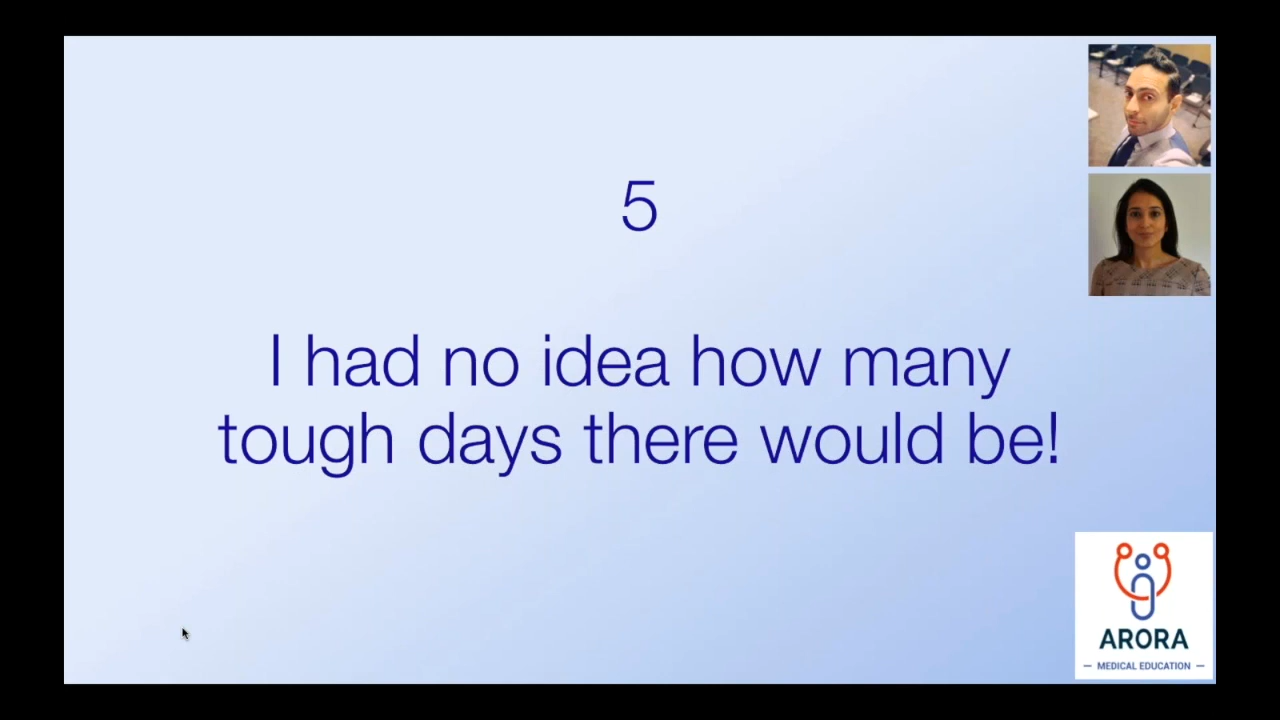 5
I had no idea how many
tough days there would be!
ARORA
MEDICAL EDUCATION